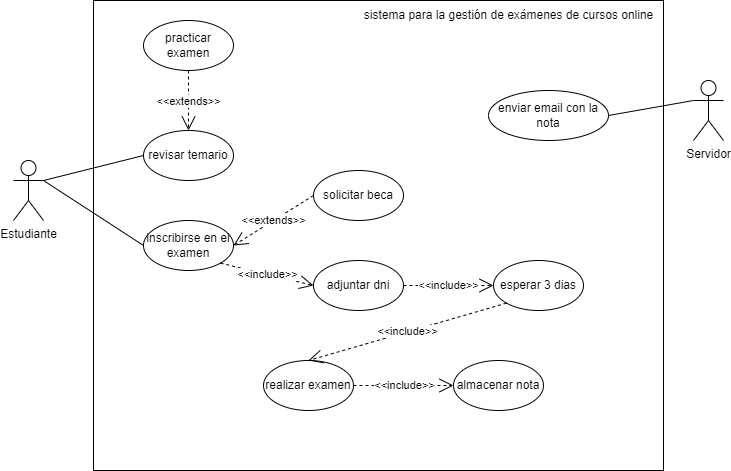 sistema para la gestión de exámenes de cursos online
practicar
examen
<<extends>>
enviar email con la
nota
revisar temario
Servidor
solicitar beca
Estudiante
<<extends>>
inscribirse en el
examen
<<include>>
adjuntar dni
<<include>>
esperar 3 dias
<<include>>
realizar examen
<<include>>
almacenar nota